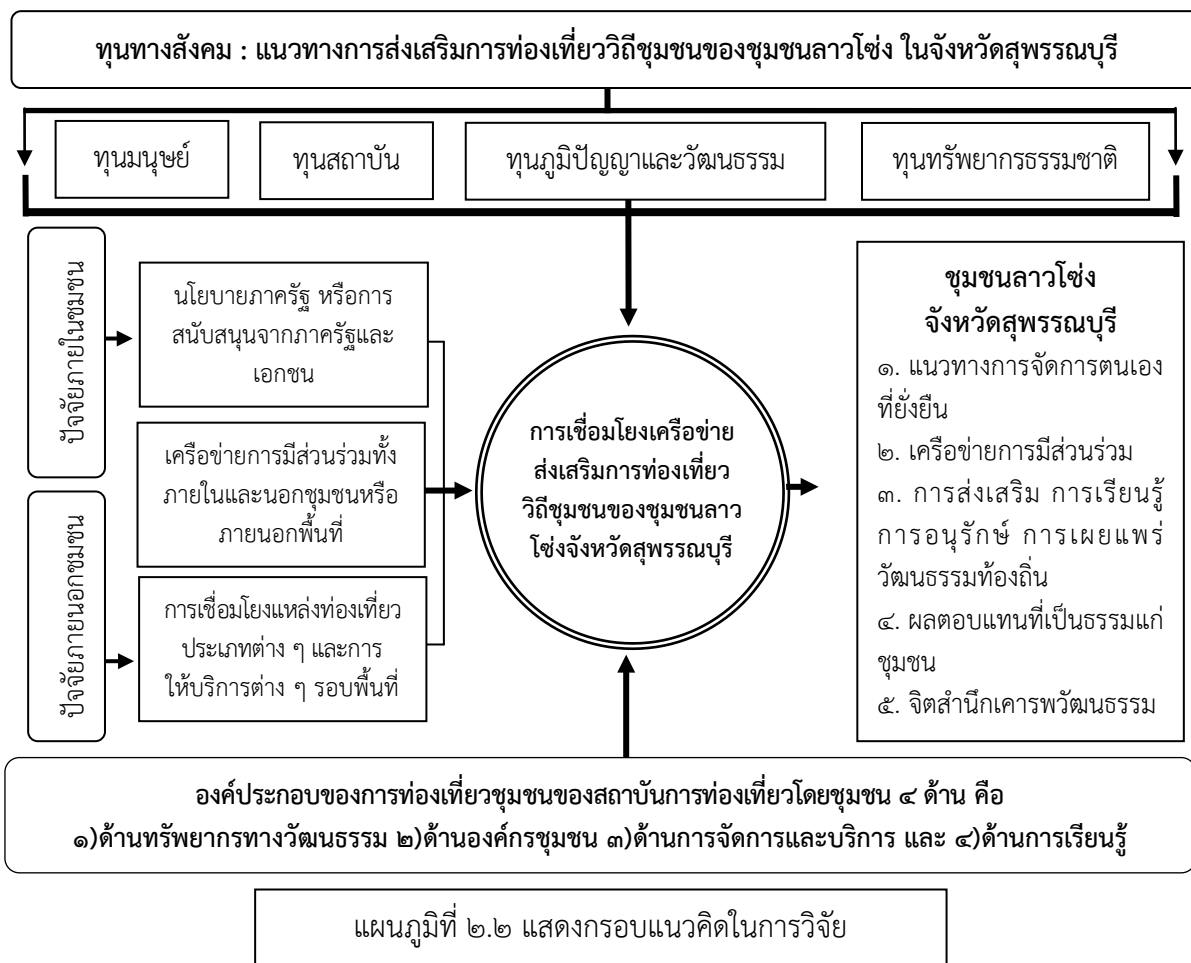 ทุนทางสังคม : แนวทางการส่งเสริมการท่องเที่ยววิถีชุมชนของชุมชนลาวโซ่ง ในจังหวัดสุพรรณบุรี
ทุนมนุษย์
ทุนสถาบัน
ทุนภูมิปัญญาและวัฒนธรรม
ทุนทรัพยากรธรรมชาติ
ปัจจัยภายในชุมชน
นโยบายภาครัฐ หรือการ
สนับสนุนจากภาครัฐและ
เอกชน
เครือข่ายการมีส่วนร่วมทั้ง
ภายในและนอกชุมชนหรือ
ภายนอกพื้นที่
ปัจจัยภายนอกชุมชน
การเชื่อมโยงแหล่งท่องเที่ยว
ประเภทต่าง ๆ และการ
ให้บริการต่าง ๆ รอบพื้นที่
การเชื่อมโยงเครือข่าย
ส่งเสริมการท่องเที่ยว
วิถีชุมชนของชุมชนลาว
โซ่งจังหวัดสุพรรณบุรี
ชุมชนลาวโซ่ง
จังหวัดสุพรรณบุรี
๑. แนวทางการจัดการตนเอง
ที่ยั่งยืน
๒. เครือข่ายการมีส่วนร่วม
๓. การส่งเสริม การเรียนรู้
การอนุรักษ์ การเผยแพร่
วัฒนธรรมท้องถิ่น
๔. ผลตอบแทนที่เป็นธรรมแก่
ชุมชน
๕. จิตสำนึกเคารพวัฒนธรรม
องค์ประกอบของการท่องเที่ยวชุมชนของสถาบันการท่องเที่ยวโดยชุมชน ๔ ด้าน คือ
๑)ด้านทรัพยากรทางวัฒนธรรม ๒)ด้านองค์กรชุมชน ๓)ด้านการจัดการและบริการ และ ๔)ด้านการเรียนรู้
แผนภูมิที่ ๒.๒ แสดงกรอบแนวคิดในการวิจัย